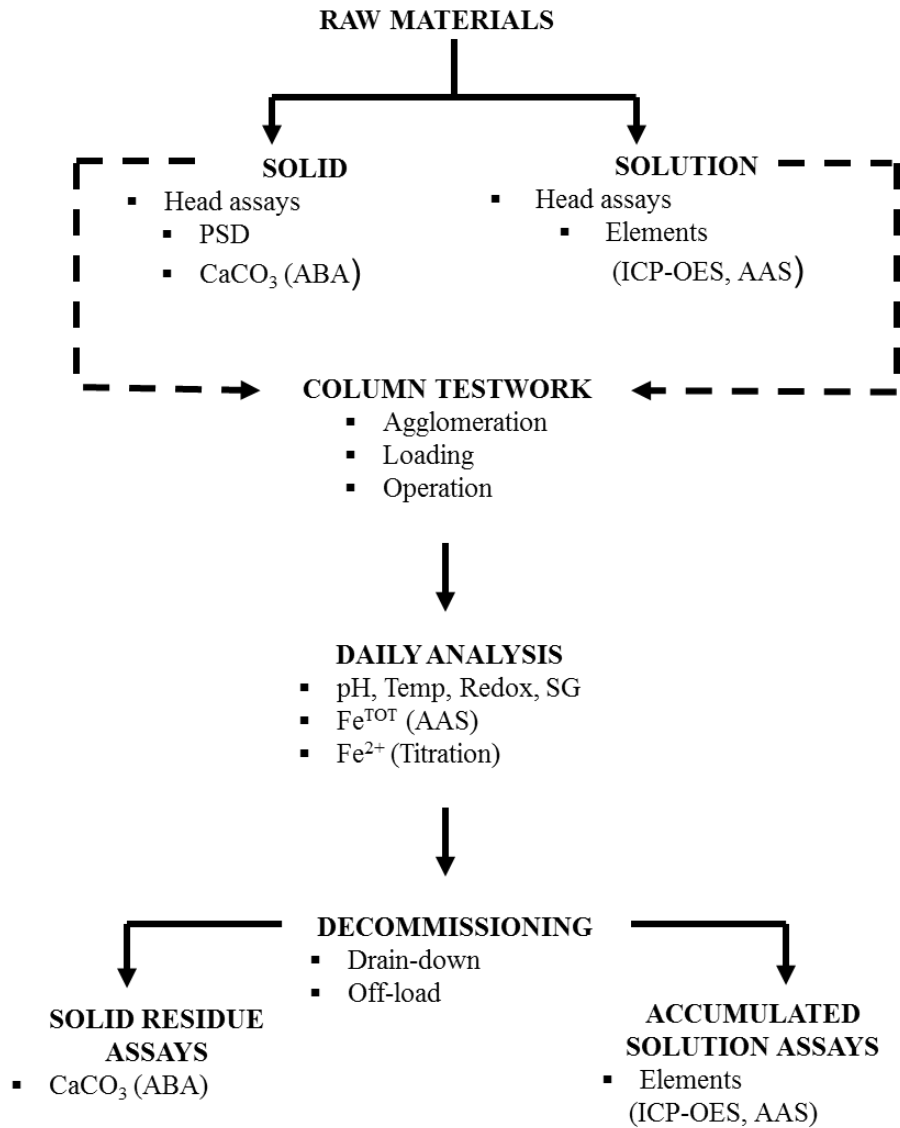 RAW MATERIALS
SOLID
▪ Head assays
▪ PSD
▪ CaCO₃ (ABA)
SOLUTION
▪ Head assays
▪ Elements
(ICP-OES, AAS)
COLUMN TESTWORK
▪ Agglomeration
▪ Loading
▪ Operation
DAILY ANALYSIS
▪ pH, Temp, Redox, SG
▪ Feᵀᴼᵀ (AAS)
▪ Fe²⁺ (Titration)
DECOMMISSIONING
▪ Drain-down
▪ Off-load
SOLID RESIDUE
ASSAYS
▪ CaCO₃ (ABA)
ACCUMULATED
SOLUTION ASSAYS
▪ Elements
(ICP-OES, AAS)